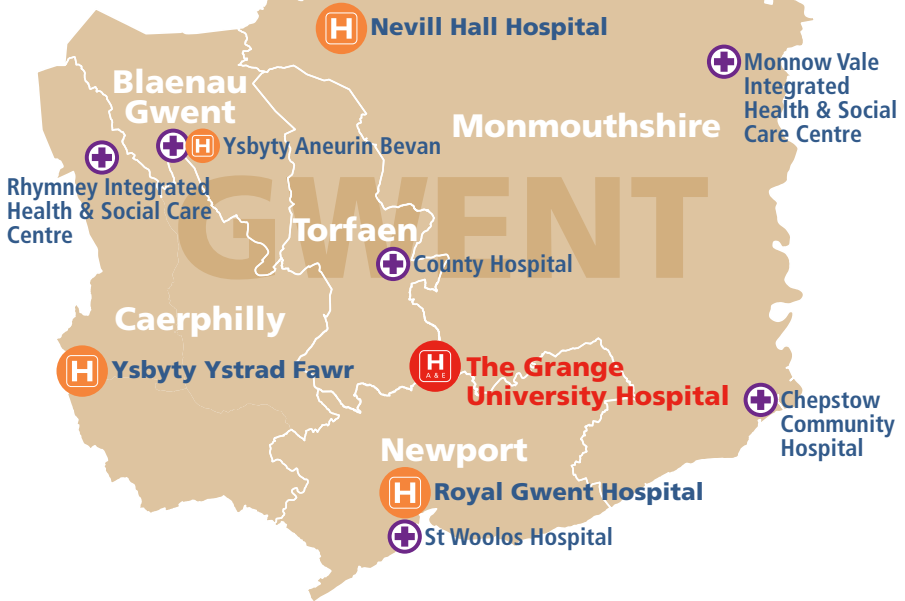 H
Nevill Hall Hospital
Monnow Vale
Integrated
Health & Social
Care Centre
Blaenau
Gwent
Monmouthshire
H
Ysbyty Aneurin Bevan
Rhymney Integrated
Health & Social Care
Centre
GWENT
Torfaen
County Hospital
Caerphilly
H
Ysbyty Ystrad Fawr
H
A & E
The Grange
University Hospital
Chepstow
Community
Hospital
Newport
H
Royal Gwent Hospital
St Woolos Hospital